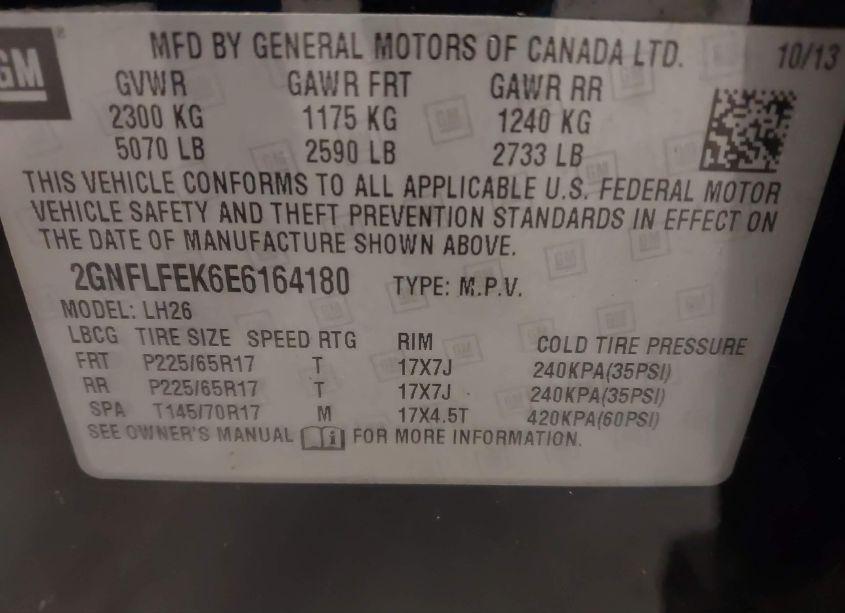 GM
MFD BY GENERAL MOTORS OF CANADA LTD. 10/13
GVWR GAWR FRT GAWR RR
2300 KG 1175 KG 1240 KG
5070 LB 2590 LB 2733 LB
THIS VEHICLE CONFORMS TO ALL APPLICABLE U.S. FEDERAL MOTOR
VEHICLE SAFETY AND THEFT PREVENTION STANDARDS IN EFFECT ON
THE DATE OF MANUFACTURE SHOWN ABOVE.
2GNFLFEK6E6164180 TYPE: M.P.V.
MODEL: LH26
LBCG TIRE SIZE SPEED RTG RIM COLD TIRE PRESSURE
FRT P225/65R17 T 17X7J 240KPA(35PSI)
RR P225/65R17 T 17X7J 240KPA(35PSI)
SPA T145/70R17 M 17X4.5T 420KPA(60PSI)
SEE OWNER'S MANUAL FOR MORE INFORMATION.